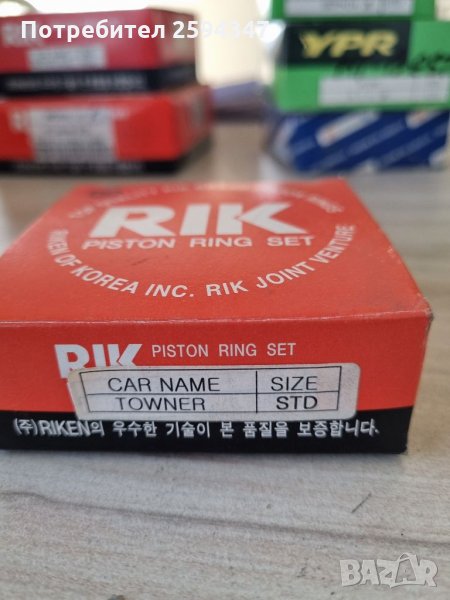 Потребител 2594347
YPR
RIK
PISTON RING SET
RIKEN OF KOREA INC. RIK JOINT VENTURE
RIK PISTON RING SET
CAR NAME SIZE
TOWNER STD
(주)RIKEN의 우수한 기술이 본 품질을 보증합니다.
BAZAR